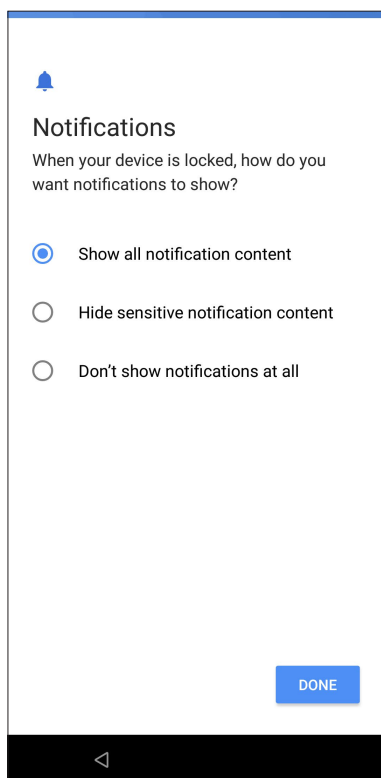 Notifications
When your device is locked, how do you
want notifications to show?
Show all notification content
Hide sensitive notification content
Don’t show notifications at all
DONE